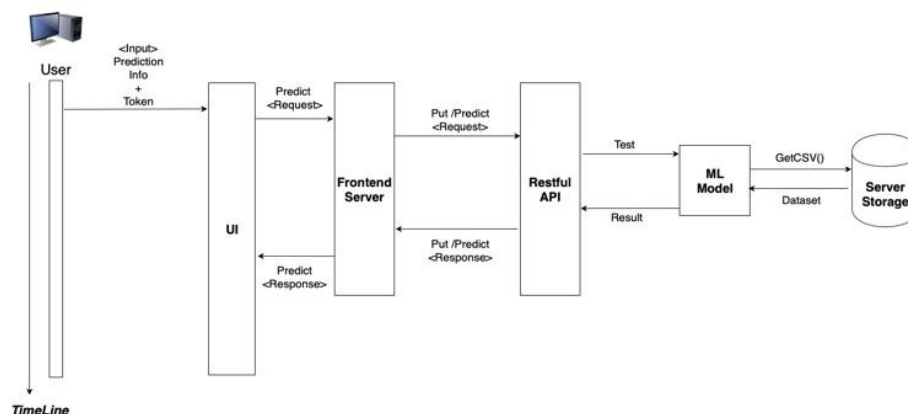 User
<Input>
Prediction
Info
+
Token
UI
Predict
<Request>
Predict
<Response>
Frontend
Server
Put /Predict
<Request>
Put /Predict
<Response>
Restful
API
Test
Result
ML
Model
GetCSV()
Dataset
Server
Storage
TimeLine